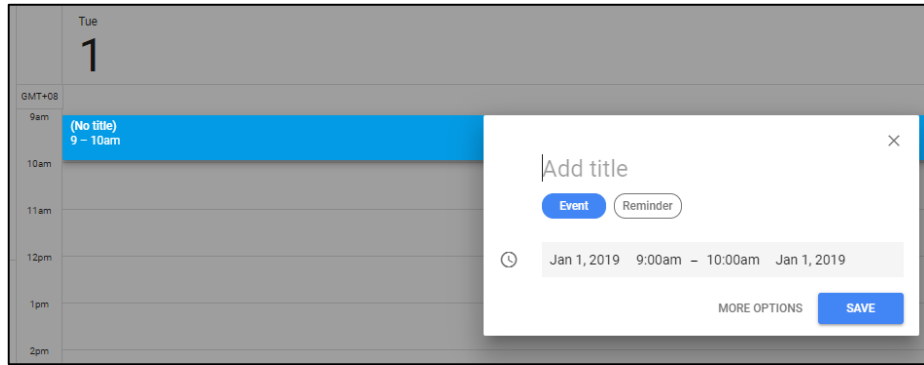 Tue
1
GMT+08
9am
(No title)
9 – 10am
10am
11am
12pm
1pm
2pm
Add title
Event Reminder
Jan 1, 2019 9:00am – 10:00am Jan 1, 2019
MORE OPTIONS SAVE